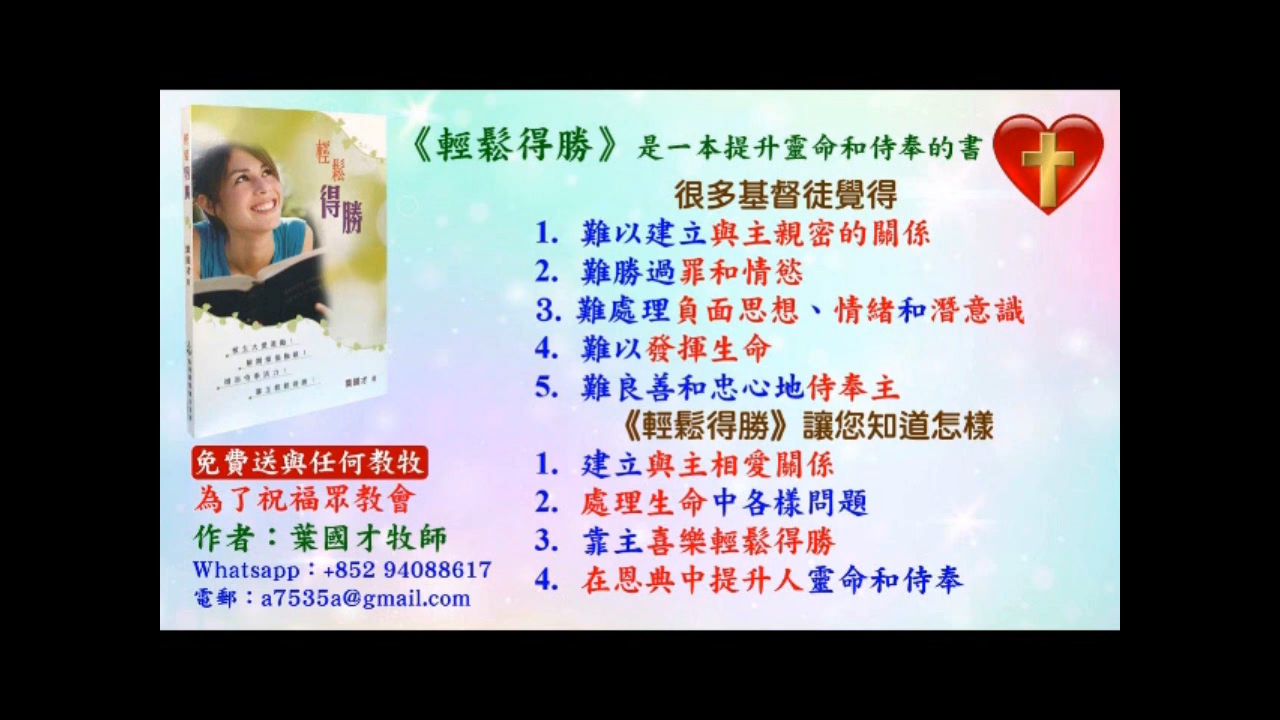 《輕鬆得勝》是一本提升靈命和侍奉的書
很多基督徒覺得
1. 難以建立與主親密的關係
2. 難勝過罪和情慾
3. 難處理負面思想、情緒和潛意識
4. 難以發揮生命
5. 難良善和忠心地侍奉主
《輕鬆得勝》讓您知道怎樣
1. 建立與主相愛關係
2. 處理生命中各樣問題
3. 靠主喜樂輕鬆得勝
4. 在恩典中提升人靈命和侍奉
輕鬆
得勝
葉國才 著
免費送與任何教牧
為了祝福眾教會
作者：葉國才牧師
Whatsapp：+852 94088617
電郵：a7535a@gmail.com